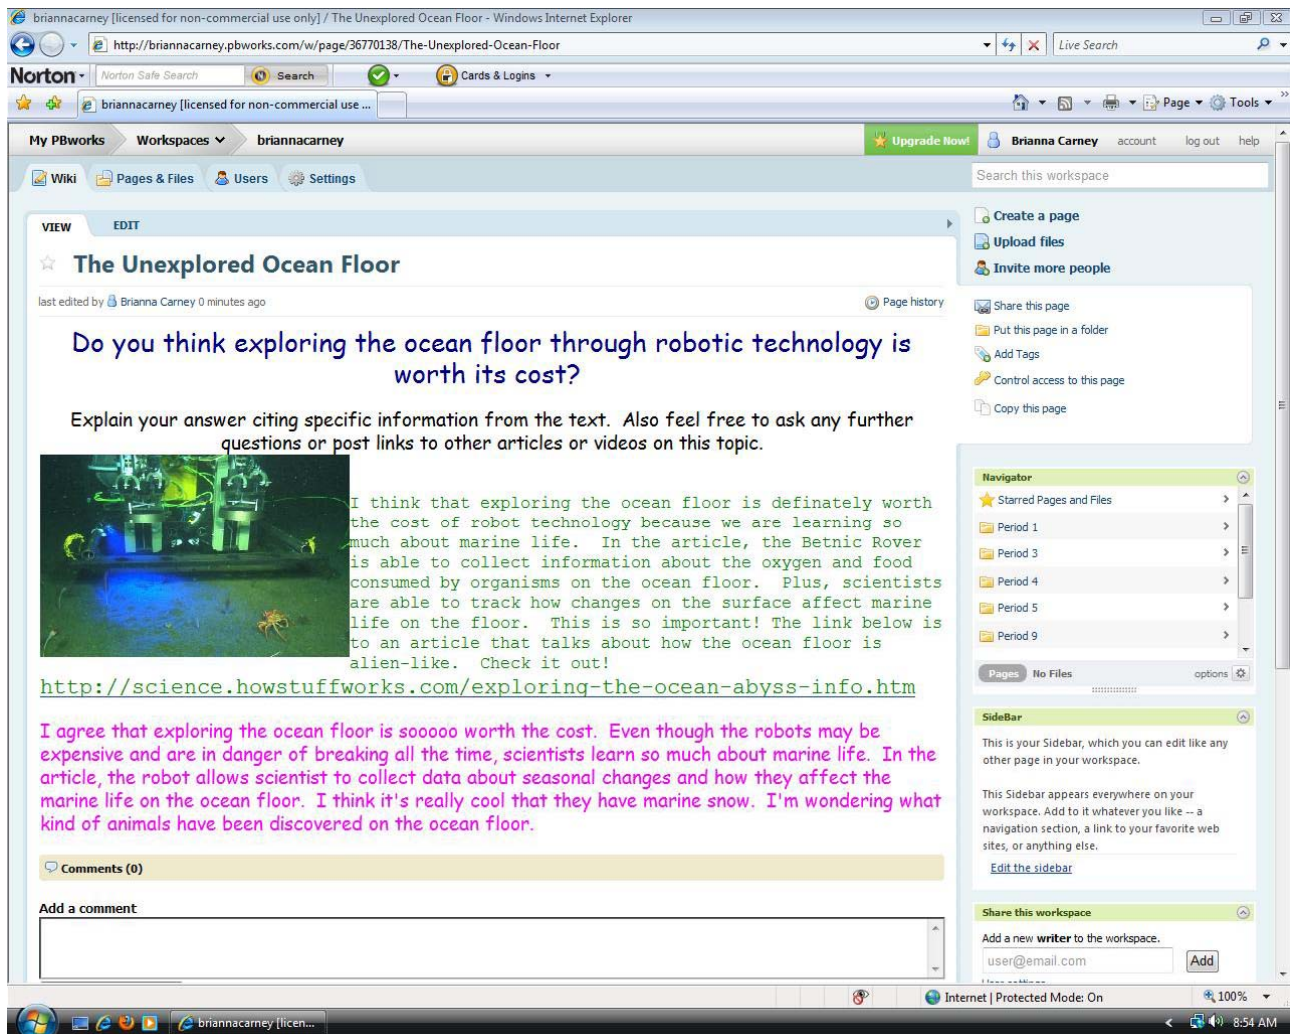 briannacarney [licensed for non-commercial use only] / The Unexplored Ocean Floor - Windows Internet Explorer
http://briannacarney.pbworks.com/w/page/36770138/The-Unexplored-Ocean-Floor
Live Search
Norton
Norton Safe Search
Search
Cards & Logins
briannacarney [licensed for non-commercial use ...
Page
Tools
My PBworks
Workspaces
briannacarney
Upgrade Now!
Brianna Carney
account
log out
help
Wiki
Pages & Files
Users
Settings
Search this workspace
VIEW
EDIT
The Unexplored Ocean Floor
last edited by Brianna Carney 0 minutes ago
Page history
Do you think exploring the ocean floor through robotic technology is
worth its cost?
Explain your answer citing specific information from the text. Also feel free to ask any further
questions or post links to other articles or videos on this topic.
I think that exploring the ocean floor is definately worth
the cost of robot technology because we are learning so
much about marine life. In the article, the Betnic Rover
is able to collect information about the oxygen and food
consumed by organisms on the ocean floor. Plus, scientists
are able to track how changes on the surface affect marine
life on the floor. This is so important! The link below is
to an article that talks about how the ocean floor is
alien-like. Check it out!
http://science.howstuffworks.com/exploring-the-ocean-abyss-info.htm
I agree that exploring the ocean floor is sooooo worth the cost. Even though the robots may be
expensive and are in danger of breaking all the time, scientists learn so much about marine life. In the
article, the robot allows scientist to collect data about seasonal changes and how they affect the
marine life on the ocean floor. I think it's really cool that they have marine snow. I'm wondering what
kind of animals have been discovered on the ocean floor.
Comments (0)
Add a comment
Create a page
Upload files
Invite more people
Share this page
Put this page in a folder
Add Tags
Control access to this page
Copy this page
Navigator
Starred Pages and Files
Period 1
Period 3
Period 4
Period 5
Period 9
Pages
No Files
options
SideBar
This is your Sidebar, which you can edit like any
other page in your workspace.
This Sidebar appears everywhere on your
workspace. Add to it whatever you like -- a
navigation section, a link to your favorite web
sites, or anything else.
Edit the sidebar
Share this workspace
Add a new writer to the workspace.
user@email.com
Add
Internet | Protected Mode: On
100%
briannacarney [licen...
8:54 AM